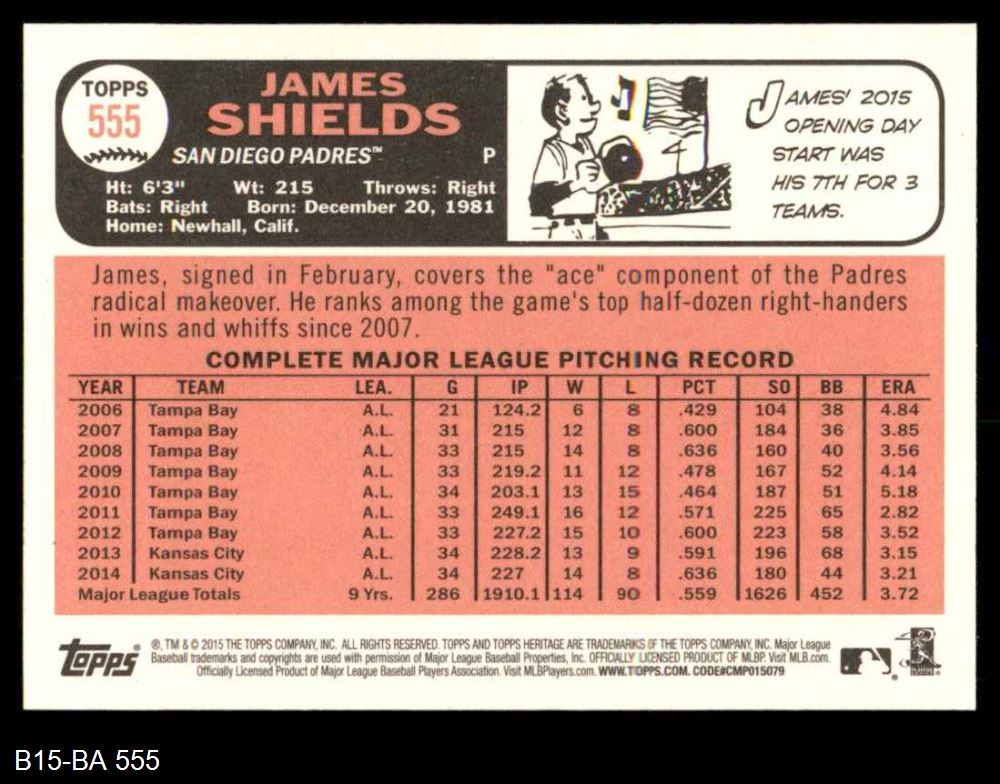 TOPPS
555
JAMES
SHIELDS
SAN DIEGO PADRES™ P
Ht: 6'3" Wt: 215 Throws: Right
Bats: Right Born: December 20, 1981
Home: Newhall, Calif.
JAMES' 2015
OPENING DAY
START WAS
HIS 7TH FOR 3
TEAMS.
4
James, signed in February, covers the "ace" component of the Padres
radical makeover. He ranks among the game's top half-dozen right-handers
in wins and whiffs since 2007.
COMPLETE MAJOR LEAGUE PITCHING RECORD
YEAR TEAM LEA. G IP W L PCT SO BB ERA
2006 Tampa Bay A.L. 21 124.2 6 8 .429 104 38 4.84
2007 Tampa Bay A.L. 31 215 12 8 .600 184 36 3.85
2008 Tampa Bay A.L. 33 215 14 8 .636 160 40 3.56
2009 Tampa Bay A.L. 33 219.2 11 12 .478 167 52 4.14
2010 Tampa Bay A.L. 34 203.1 13 15 .464 187 51 5.18
2011 Tampa Bay A.L. 33 249.1 16 12 .571 225 65 2.82
2012 Tampa Bay A.L. 33 227.2 15 10 .600 223 58 3.52
2013 Kansas City A.L. 34 228.2 13 9 .591 196 68 3.15
2014 Kansas City A.L. 34 227 14 8 .636 180 44 3.21
Major League Totals 9 Yrs. 286 1910.1 114 90 .559 1626 452 3.72
topps®
®, TM & © 2015 THE TOPPS COMPANY, INC. ALL RIGHTS RESERVED. TOPPS AND TOPPS HERITAGE ARE TRADEMARKS OF THE TOPPS COMPANY, INC. Major League
Baseball trademarks and copyrights are used with permission of Major League Baseball Properties, Inc. OFFICIALLY LICENSED PRODUCT OF MLBP. Visit MLB.com.
Officially Licensed Product of Major League Baseball Players Association. Visit MLBPlayers.com. WWW.TOPPS.COM. CODE#CMP015079
B15-BA 555